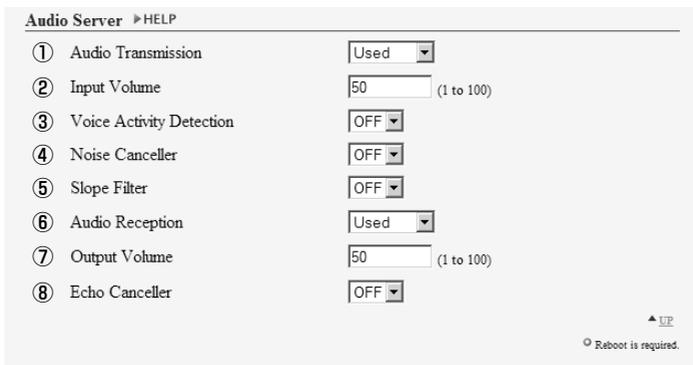 Audio Server ▶HELP
① Audio Transmission Used
② Input Volume 50 (1 to 100)
③ Voice Activity Detection OFF
④ Noise Canceller OFF
⑤ Slope Filter OFF
⑥ Audio Reception Used
⑦ Output Volume 50 (1 to 100)
⑧ Echo Canceller OFF
▲UP
Reboot is required.